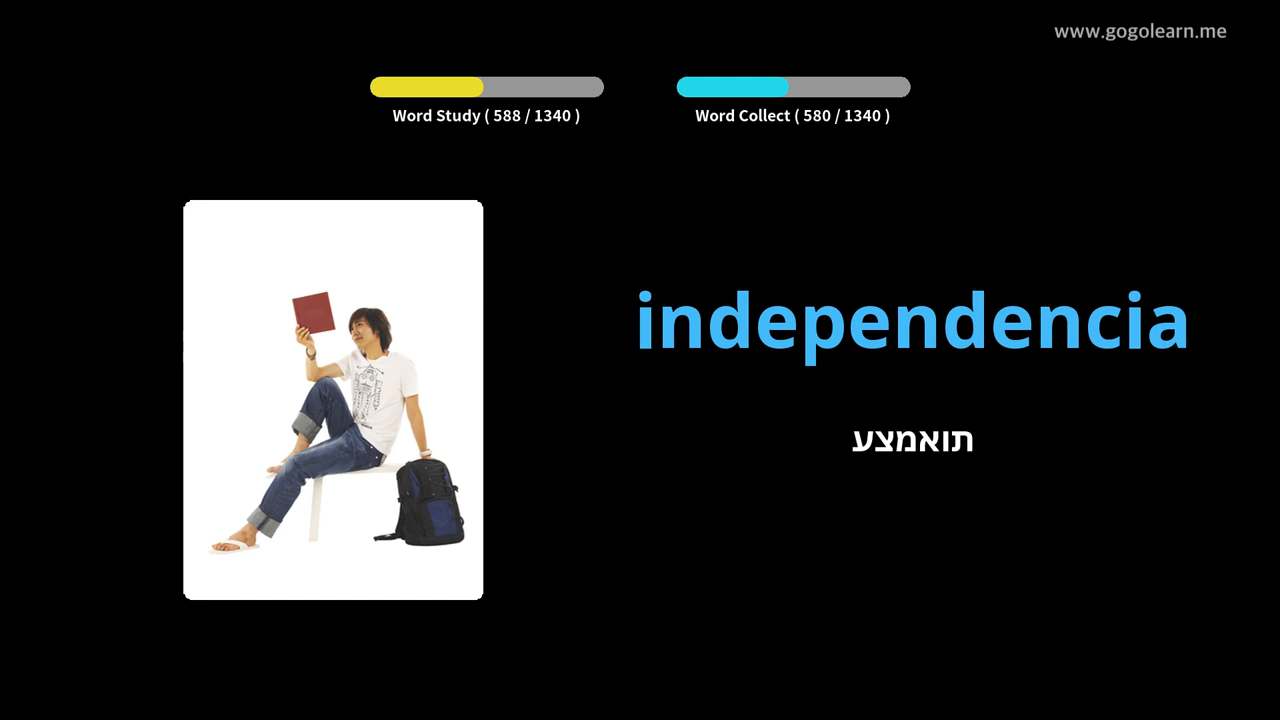 www.gogolearn.me
Word Study ( 588 / 1340 )
Word Collect ( 580 / 1340 )
independencia
תואמצע